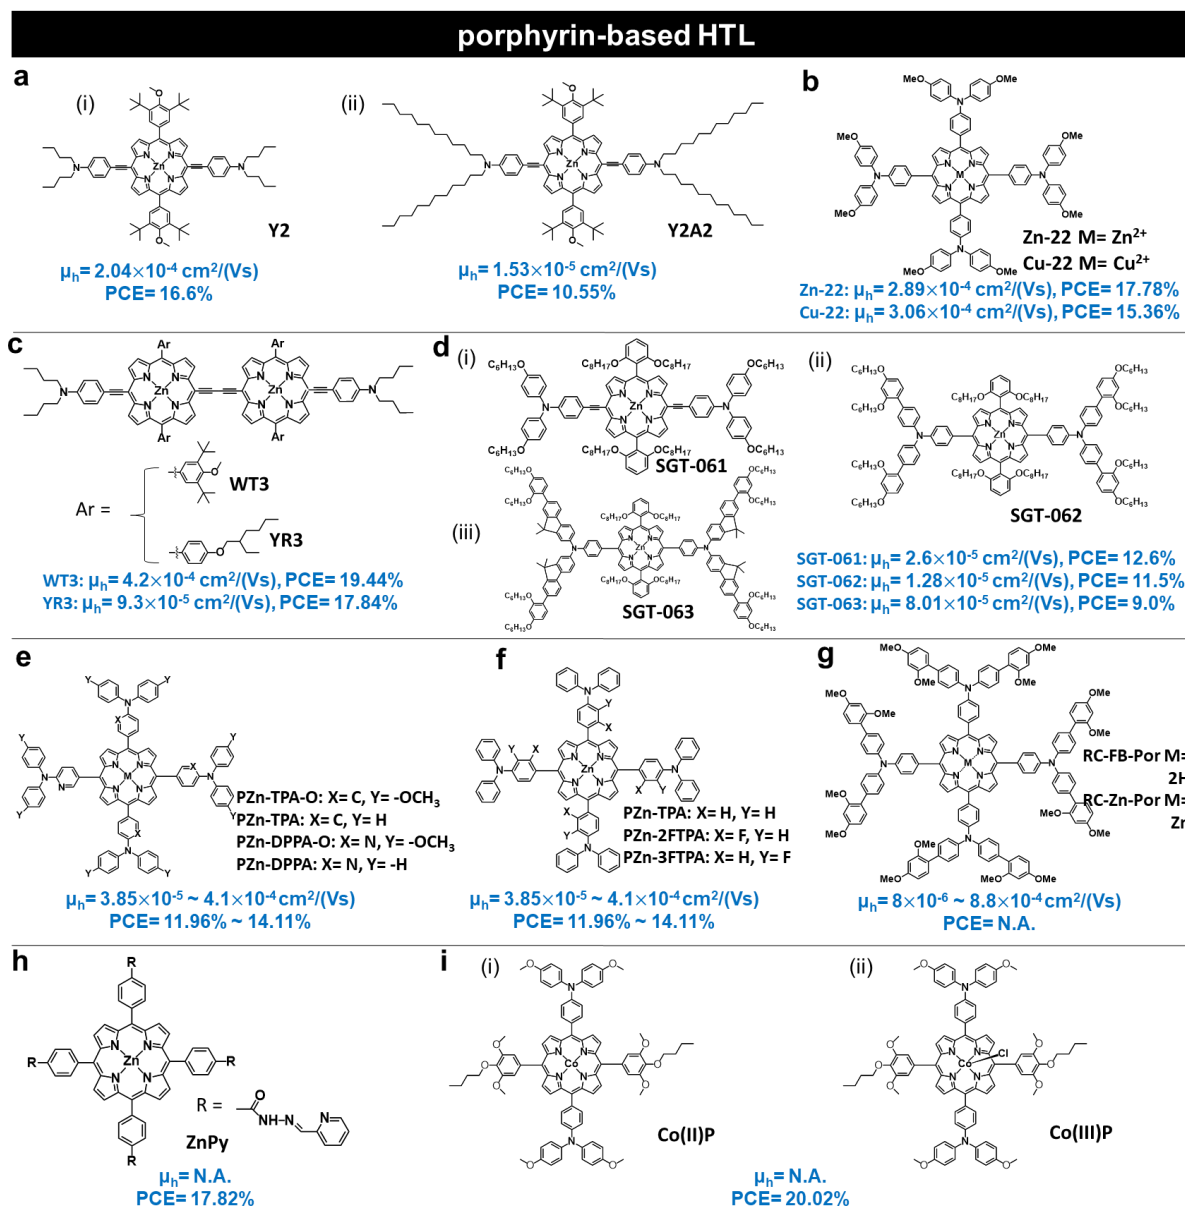 porphyrin-based HTL
a
(i)
Y2
(ii)
Y2A2
μh= 2.04×10-4 cm2/(Vs)
PCE= 16.6%
μh= 1.53×10-5 cm2/(Vs)
PCE= 10.55%
b
Zn-22 M= Zn2+
Cu-22 M= Cu2+
Zn-22: μh= 2.89×10-4 cm2/(Vs), PCE= 17.78%
Cu-22: μh= 3.06×10-4 cm2/(Vs), PCE= 15.36%
c
Ar =
WT3
YR3
WT3: μh= 4.2×10-4 cm2/(Vs), PCE= 19.44%
YR3: μh= 9.3×10-5 cm2/(Vs), PCE= 17.84%
d
(i)
SGT-061
(ii)
SGT-062
(iii)
SGT-063
SGT-061: μh= 2.6×10-5 cm2/(Vs), PCE= 12.6%
SGT-062: μh= 1.28×10-5 cm2/(Vs), PCE= 11.5%
SGT-063: μh= 8.01×10-5 cm2/(Vs), PCE= 9.0%
e
PZn-TPA-O: X= C, Y= -OCH3
PZn-TPA: X= C, Y= H
PZn-DPPA-O: X= N, Y= -OCH3
PZn-DPPA: X= N, Y= -H
μh= 3.85×10-5 ~ 4.1×10-4 cm2/(Vs)
PCE= 11.96% ~ 14.11%
f
PZn-TPA: X= H, Y= H
PZn-2FTPA: X= F, Y= H
PZn-3FTPA: X= H, Y= F
μh= 3.85×10-5 ~ 4.1×10-4 cm2/(Vs)
PCE= 11.96% ~ 14.11%
g
RC-FB-Por M=
2H
RC-Zn-Por M=
Zn
μh= 8×10-6 ~ 8.8×10-4 cm2/(Vs)
PCE= N.A.
h
R =
ZnPy
μh= N.A.
PCE= 17.82%
i
(i)
Co(II)P
(ii)
Co(III)P
μh= N.A.
PCE= 20.02%